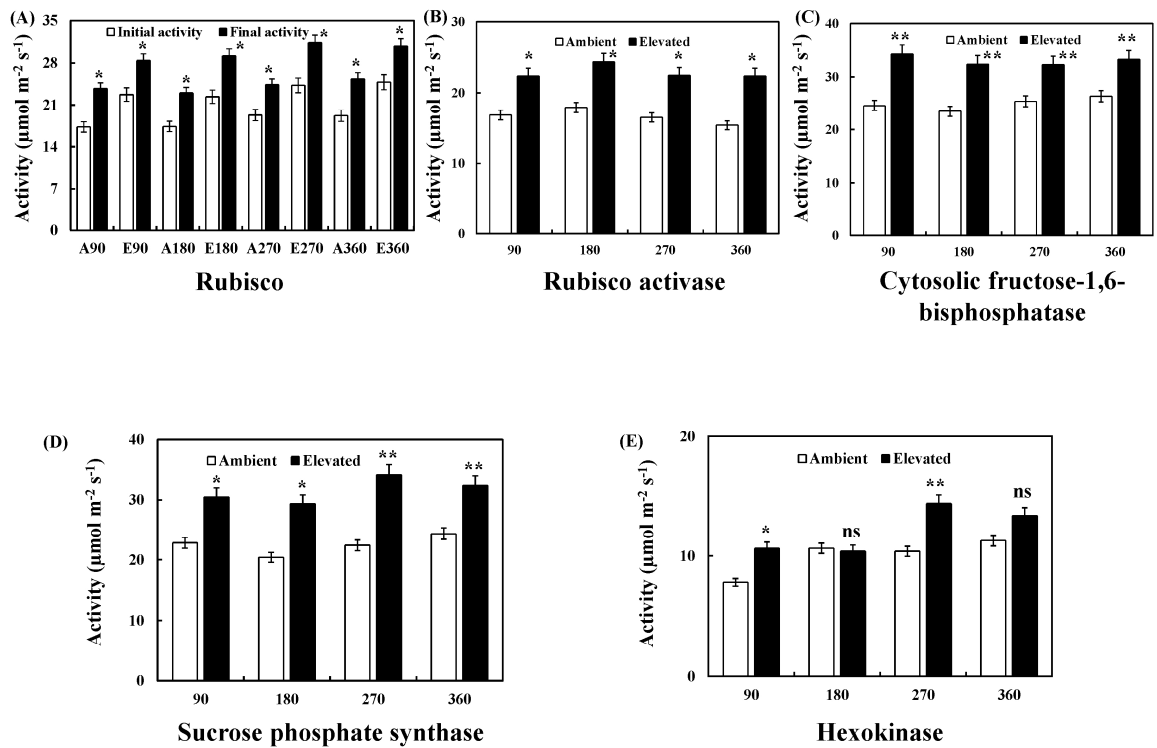 (A)
Activity (µmol m⁻² s⁻¹)
35
28
21
14
7
0
Initial activity Final activity
* * * * * * * *
A90 E90 A180 E180 A270 E270 A360 E360
Rubisco
(B)
Activity (µmol m⁻² s⁻¹)
30
20
10
0
Ambient Elevated
* * * *
90 180 270 360
Rubisco activase
(C)
Activity (µmol m⁻² s⁻¹)
40
30
20
10
0
Ambient Elevated
** ** ** **
90 180 270 360
Cytosolic fructose-1,6-
bisphosphatase
(D)
Activity (µmol m⁻² s⁻¹)
40
30
20
10
0
Ambient Elevated
* * ** **
90 180 270 360
Sucrose phosphate synthase
(E)
Activity (µmol m⁻² s⁻¹)
20
10
0
Ambient Elevated
* ns ** ns
90 180 270 360
Hexokinase